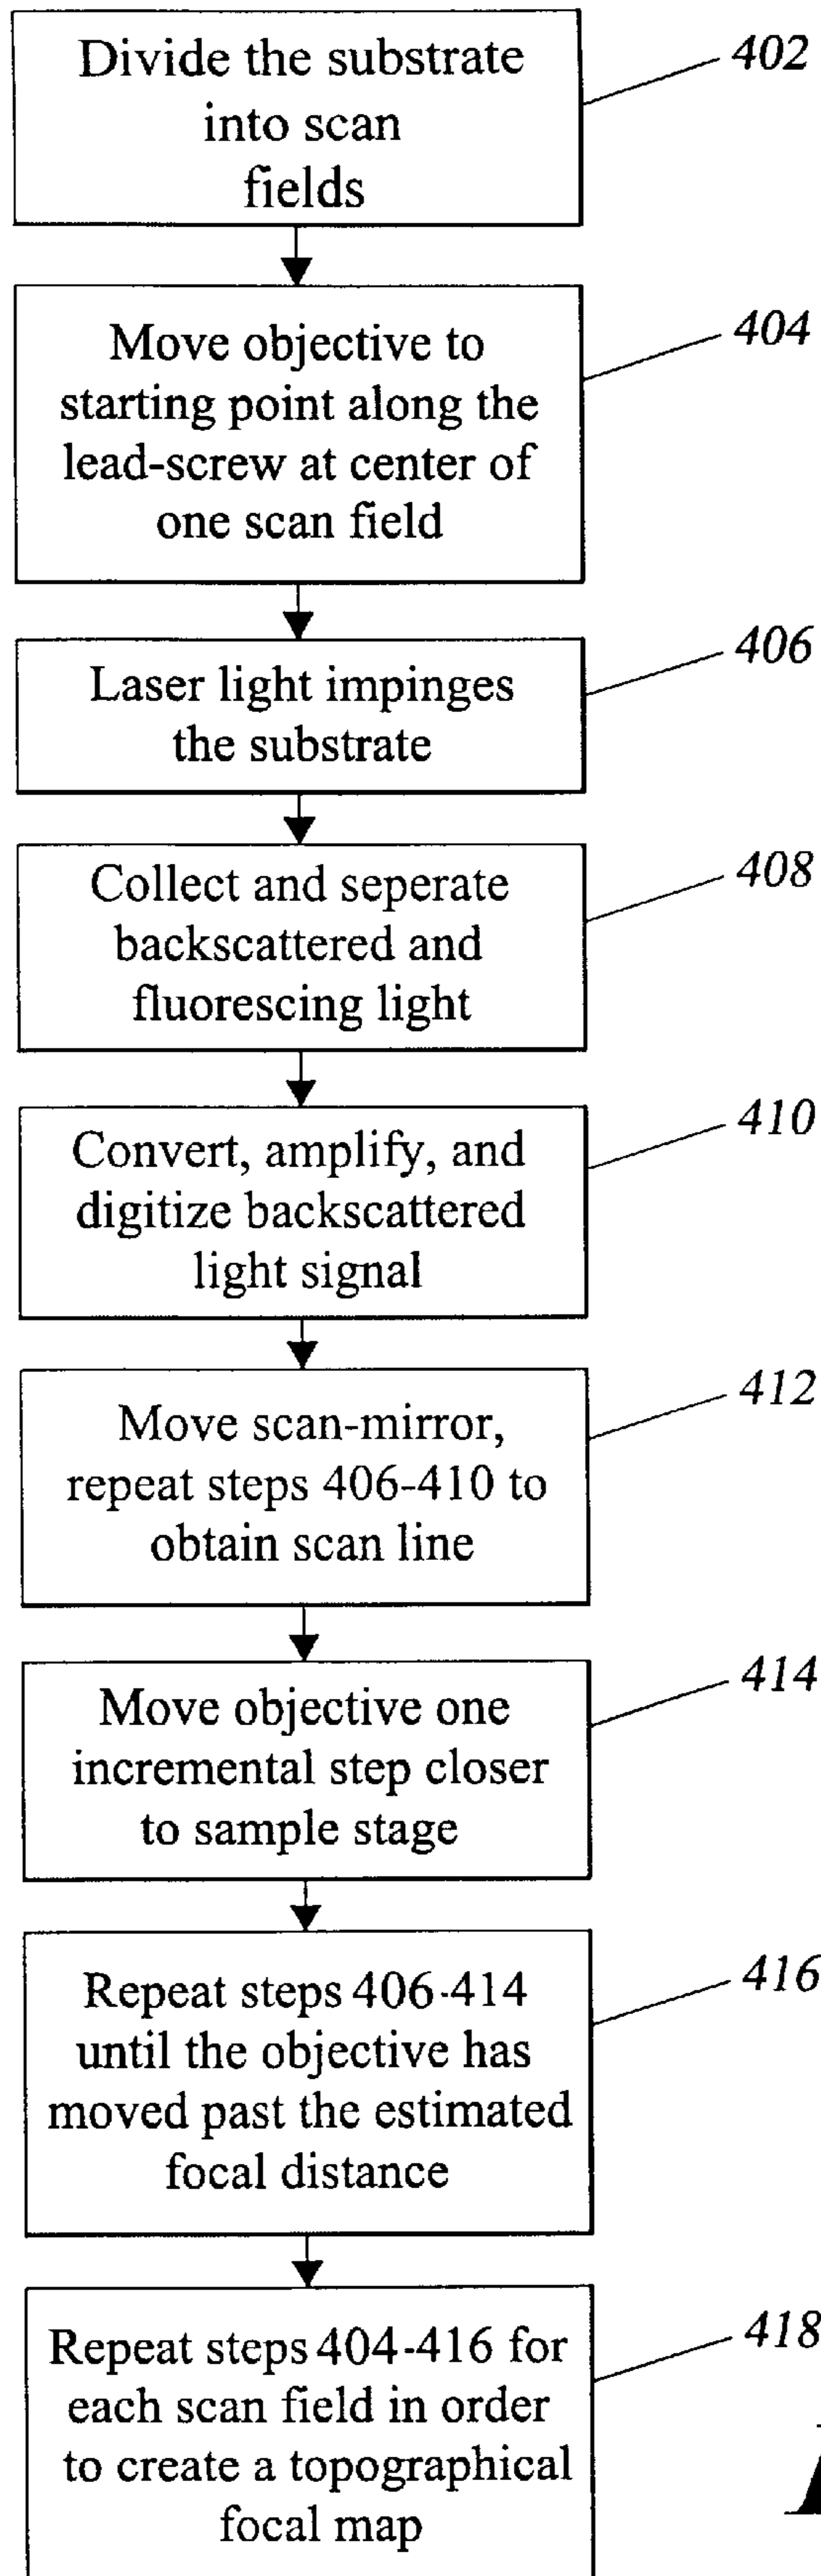 Divide the substrate
into scan
fields
402
Move objective to
starting point along the
lead-screw at center of
one scan field
404
Laser light impinges
the substrate
406
Collect and seperate
backscattered and
fluorescing light
408
Convert, amplify, and
digitize backscattered
light signal
410
Move scan-mirror,
repeat steps 406-410 to
obtain scan line
412
Move objective one
incremental step closer
to sample stage
414
Repeat steps 406-414
until the objective has
moved past the estimated
focal distance
416
Repeat steps 404-416 for
each scan field in order
to create a topographical
focal map
418